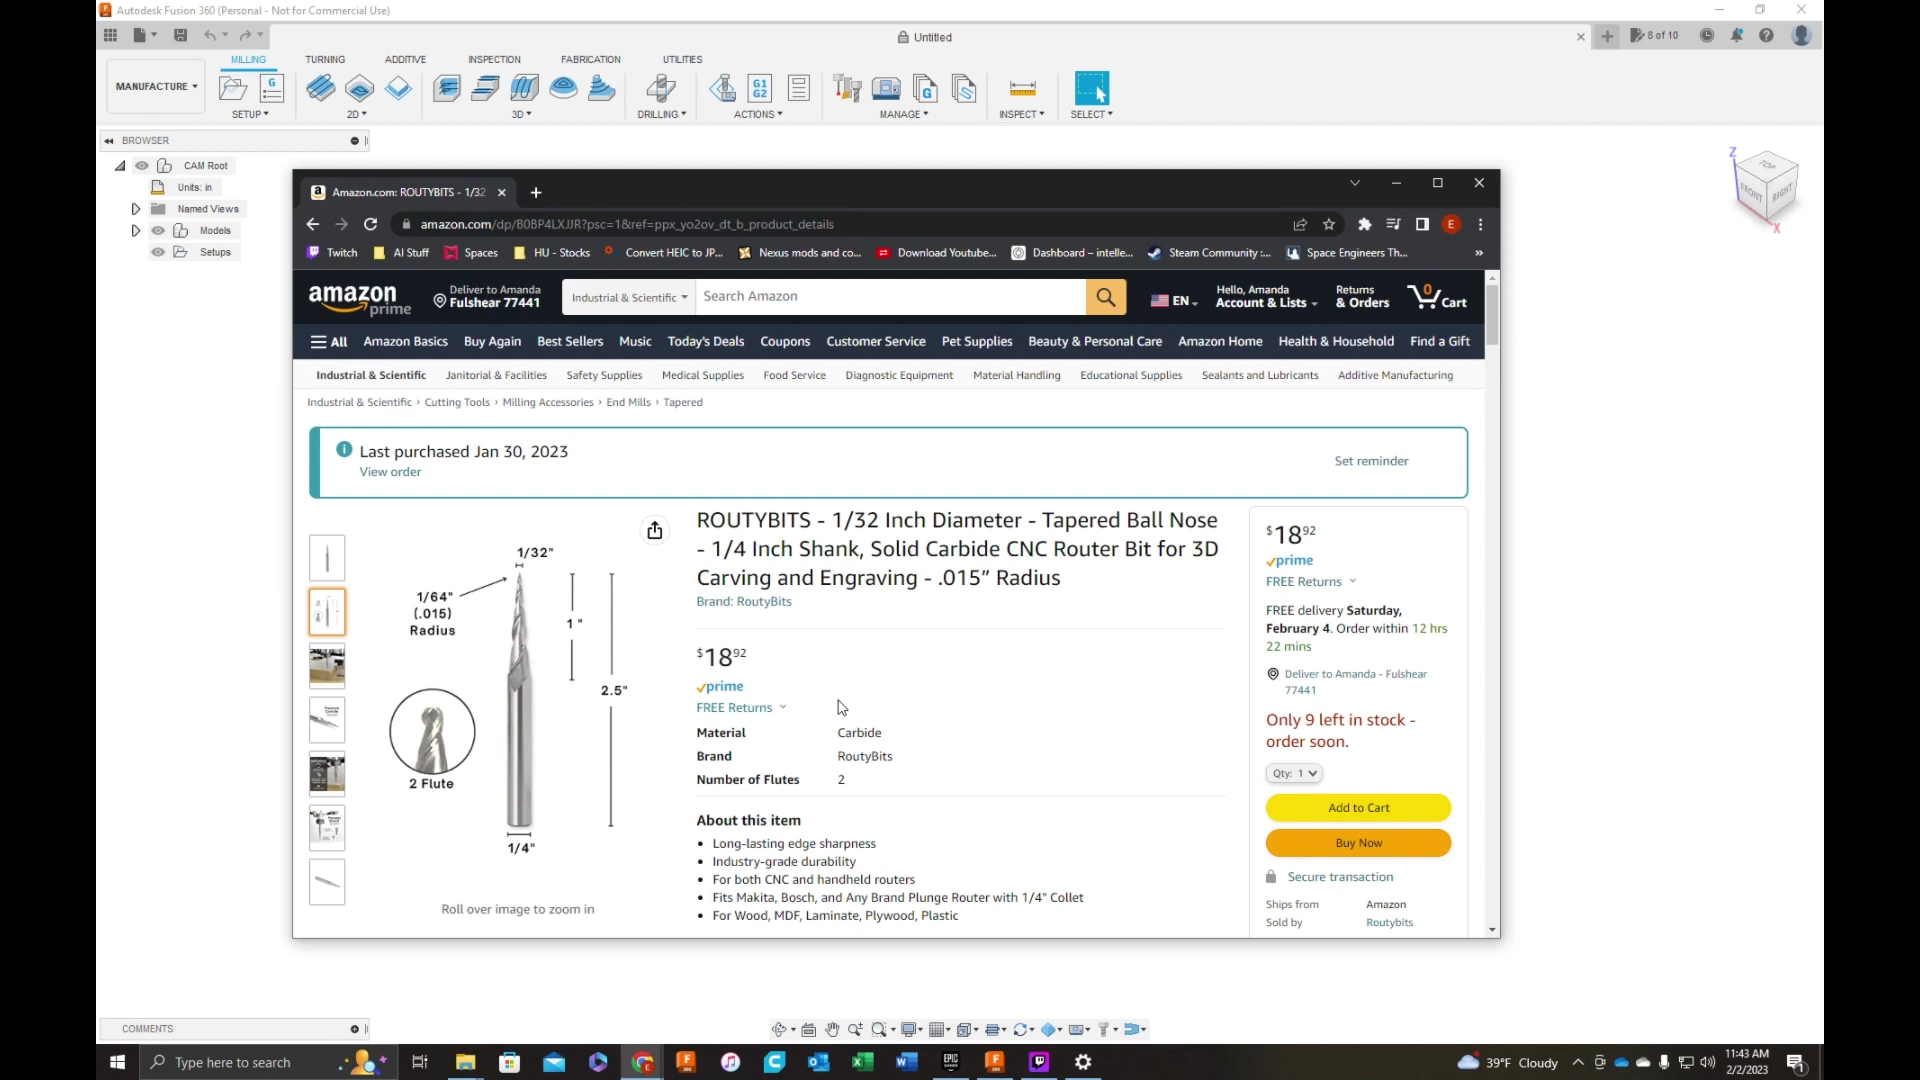 Autodesk Fusion 360 (Personal - Not for Commercial Use)
Untitled
8 of 10
MILLING TURNING ADDITIVE INSPECTION FABRICATION UTILITIES
MANUFACTURE
G
G1
G2
G
SETUP 2D 3D DRILLING ACTIONS MANAGE INSPECT SELECT
BROWSER
CAM Root
Units: in
Named Views
Models
Setups
Z
TOP
FRONT
RIGHT
X
Amazon.com: ROUTYBITS - 1/32
amazon.com/dp/B0BP4LXJJR?psc=1&ref=ppx_yo2ov_dt_b_product_details
E
Twitch AI Stuff Spaces HU - Stocks Convert HEIC to JP... Nexus mods and co... Download Youtube... Dashboard – intelle... Steam Community :... Space Engineers Th... »
amazon prime
Deliver to Amanda
Fulshear 77441
Industrial & Scientific
Search Amazon
EN
Hello, Amanda
Account & Lists
Returns
& Orders
0
Cart
All Amazon Basics Buy Again Best Sellers Music Today's Deals Coupons Customer Service Pet Supplies Beauty & Personal Care Amazon Home Health & Household Find a Gift
Industrial & Scientific Janitorial & Facilities Safety Supplies Medical Supplies Food Service Diagnostic Equipment Material Handling Educational Supplies Sealants and Lubricants Additive Manufacturing
Industrial & Scientific › Cutting Tools › Milling Accessories › End Mills › Tapered
Last purchased Jan 30, 2023
View order
Set reminder
1/32"
1/64"
(.015)
Radius
1"
2.5"
2 Flute
1/4"
Roll over image to zoom in
ROUTYBITS - 1/32 Inch Diameter - Tapered Ball Nose
- 1/4 Inch Shank, Solid Carbide CNC Router Bit for 3D
Carving and Engraving - .015” Radius
Brand: RoutyBits
$18 92
prime
FREE Returns
Material Carbide
Brand RoutyBits
Number of Flutes 2
About this item
• Long-lasting edge sharpness
• Industry-grade durability
• For both CNC and handheld routers
• Fits Makita, Bosch, and Any Brand Plunge Router with 1/4" Collet
• For Wood, MDF, Laminate, Plywood, Plastic
$18 92
prime
FREE Returns
FREE delivery Saturday,
February 4. Order within 12 hrs
22 mins
Deliver to Amanda - Fulshear
77441
Only 9 left in stock -
order soon.
Qty: 1
Add to Cart
Buy Now
Secure transaction
Ships from Amazon
Sold by Routybits
COMMENTS
Type here to search
39°F Cloudy
11:43 AM
2/2/2023
1